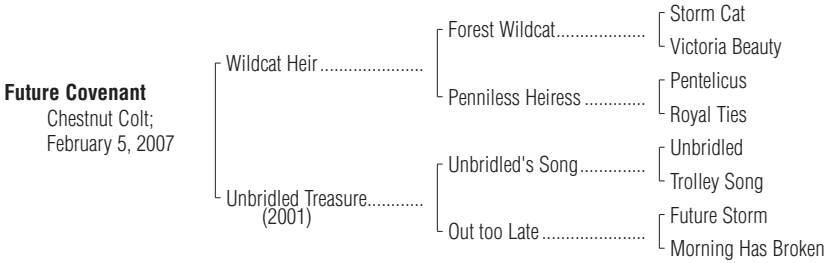 Storm Cat
Forest Wildcat....................
Victoria Beauty
Wildcat Heir......................
Pentelicus
Penniless Heiress.............
Royal Ties
Future Covenant
Chestnut Colt;
February 5, 2007
Unbridled
Unbridled's Song..............
Trolley Song
Unbridled Treasure............
(2001)
Future Storm
Out too Late......................
Morning Has Broken